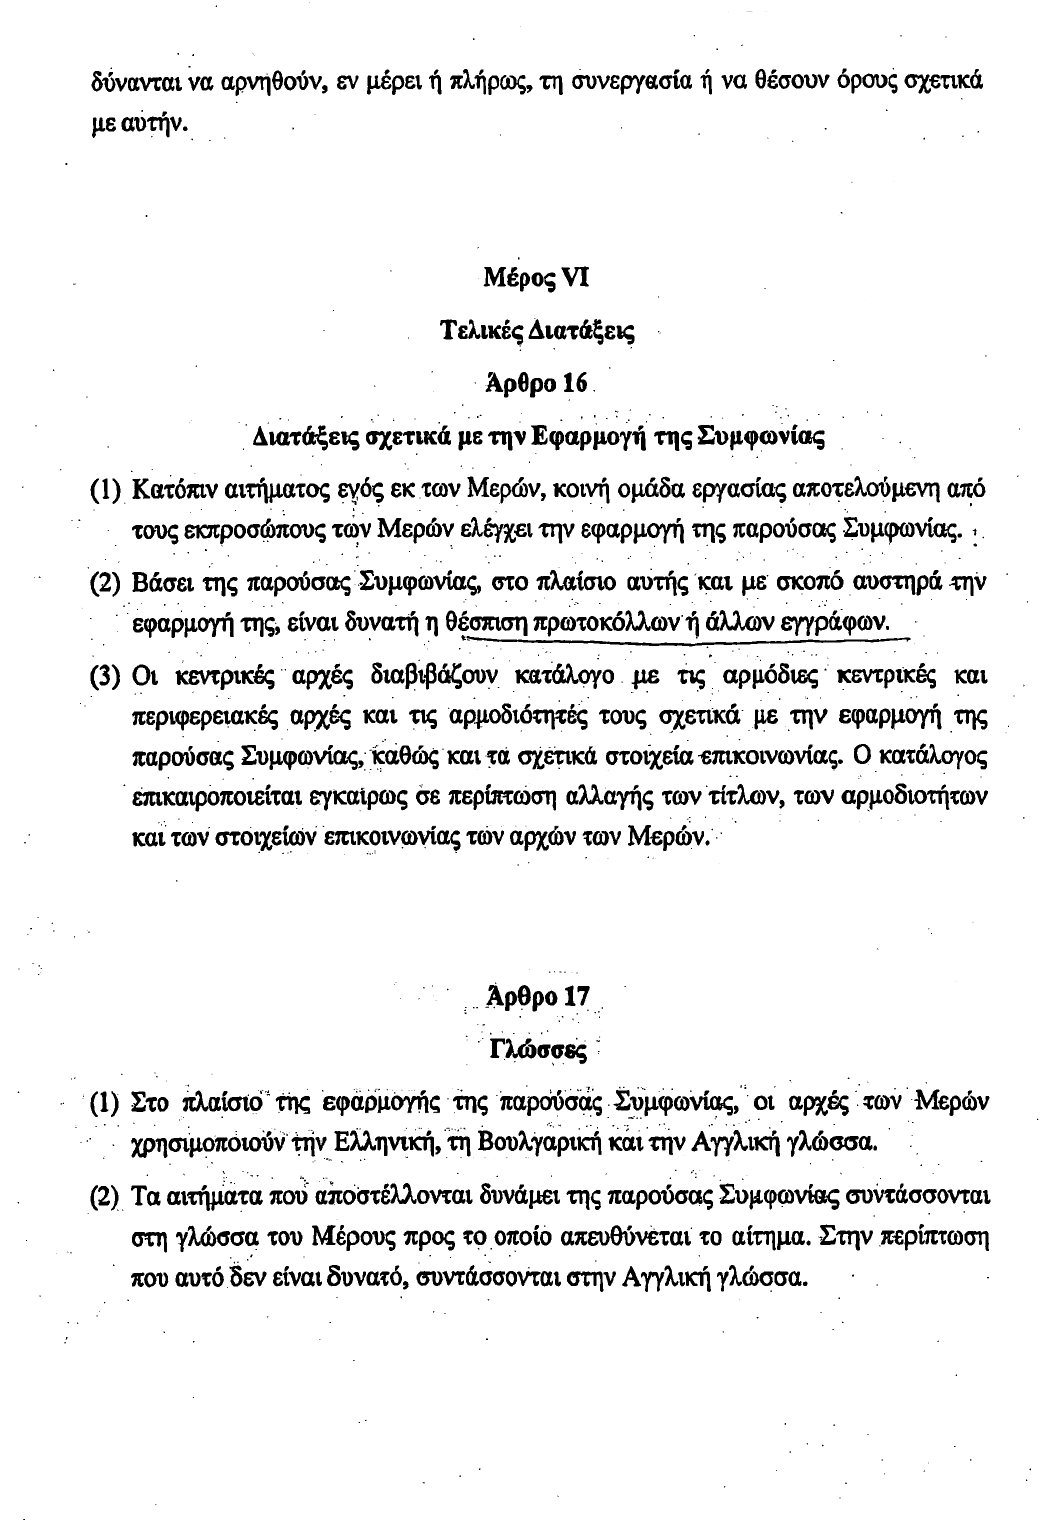 δύνανται να αρνηθούν, εν μέρει ή πλήρως, τη συνεργασία ή να θέσουν όρους σχετικά
με αυτήν.
Μέρος VI
Τελικές Διατάξεις
Άρθρο 16
Διατάξεις σχετικά με την Εφαρμογή της Συμφωνίας
(1) Κατόπιν αιτήματος ενός εκ των Μερών, κοινή ομάδα εργασίας αποτελούμενη από
τους εκπροσώπους των Μερών ελέγχει την εφαρμογή της παρούσας Συμφωνίας.
(2) Βάσει της παρούσας Συμφωνίας, στο πλαίσιο αυτής και με σκοπό αυστηρά την
εφαρμογή της, είναι δυνατή η θέσπιση πρωτοκόλλων ή άλλων εγγράφων.
(3) Οι κεντρικές αρχές διαβιβάζουν κατάλογο με τις αρμόδιες κεντρικές και
περιφερειακές αρχές και τις αρμοδιότητές τους σχετικά με την εφαρμογή της
παρούσας Συμφωνίας, καθώς και τα σχετικά στοιχεία επικοινωνίας. Ο κατάλογος
επικαιροποιείται εγκαίρως σε περίπτωση αλλαγής των τίτλων, των αρμοδιοτήτων
και των στοιχείων επικοινωνίας των αρχών των Μερών.
Άρθρο 17
Γλώσσες
(1) Στο πλαίσιο της εφαρμογής της παρούσας Συμφωνίας, οι αρχές των Μερών
χρησιμοποιούν την Ελληνική, τη Βουλγαρική και την Αγγλική γλώσσα.
(2) Τα αιτήματα που αποστέλλονται δυνάμει της παρούσας Συμφωνίας συντάσσονται
στη γλώσσα του Μέρους προς το οποίο απευθύνεται το αίτημα. Στην περίπτωση
που αυτό δεν είναι δυνατό, συντάσσονται στην Αγγλική γλώσσα.